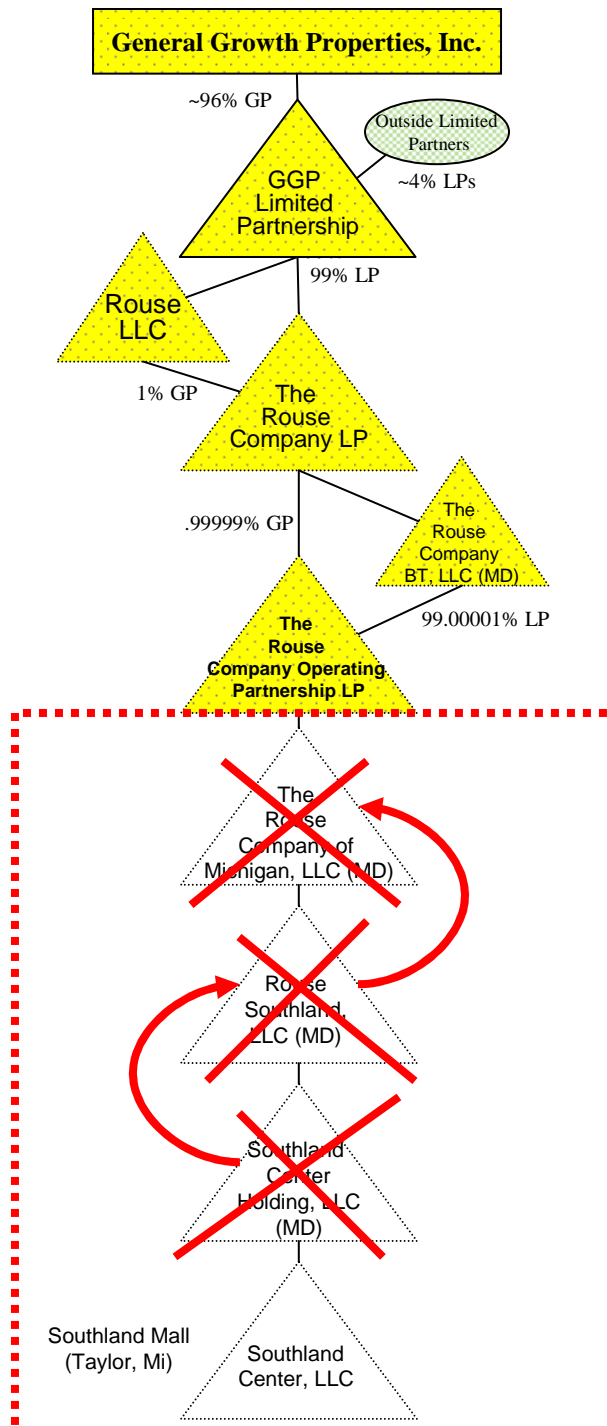 General Growth Properties, Inc.
~96% GP
Outside Limited
Partners
~4% LPs
GGP
Limited
Partnership
99% LP
Rouse
LLC
1% GP
The
Rouse
Company LP
.99999% GP
The
Rouse
Company
BT, LLC (MD)
99.00001% LP
The
Rouse
Company Operating
Partnership LP
The
Rouse
Company of
Michigan, LLC (MD)
Rouse
Southland,
LLC (MD)
Southland
Center
Holding, LLC
(MD)
Southland Mall
(Taylor, Mi)
Southland
Center, LLC